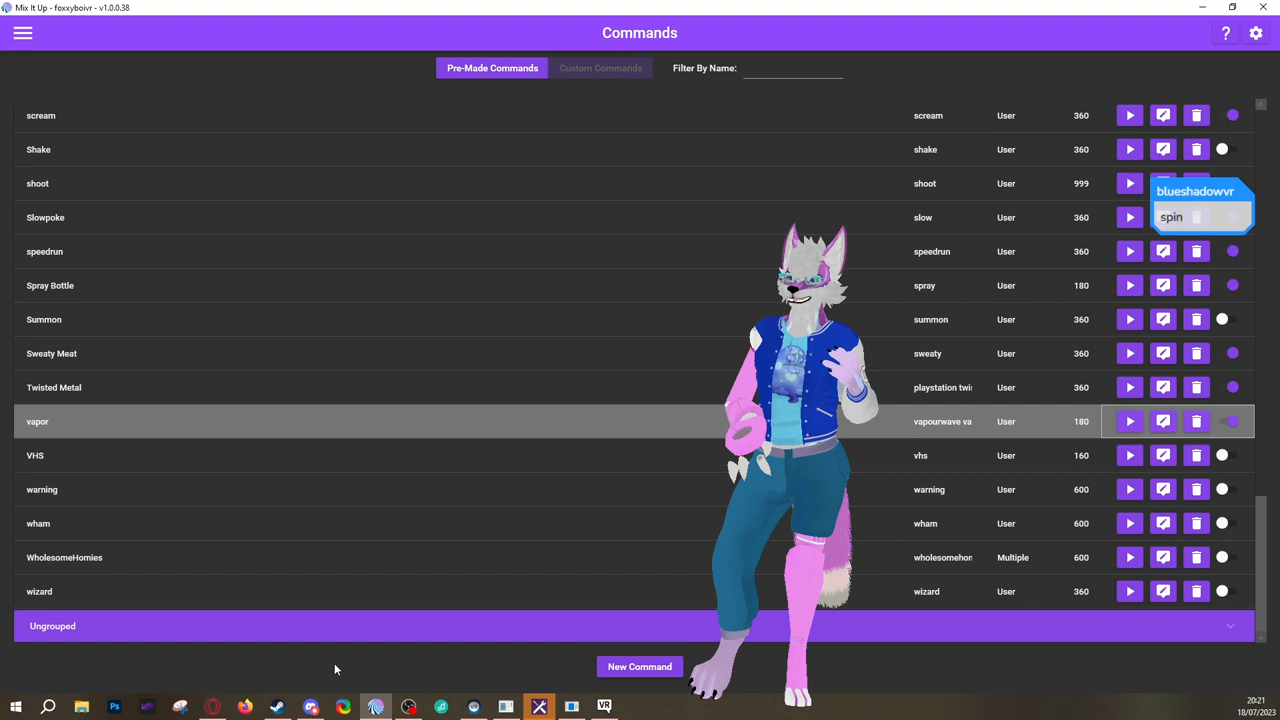 Mix It Up - foxxyboivr - v1.0.0.38
Commands
?
Pre-Made Commands Custom Commands Filter By Name:
scream scream User 360
Shake shake User 360
shoot shoot User 999
blueshadowvr
spin
Slowpoke slow User 360
speedrun speedrun User 360
Spray Bottle spray User 180
Summon summon User 360
Sweaty Meat sweaty User 360
Twisted Metal playstation twi User 360
vapor vapourwave va User 180
VHS vhs User 160
warning warning User 600
wham wham User 600
WholesomeHomies wholesomehor Multiple 600
wizard wizard User 360
Ungrouped
New Command
Ps VR
20:21
18/07/2023